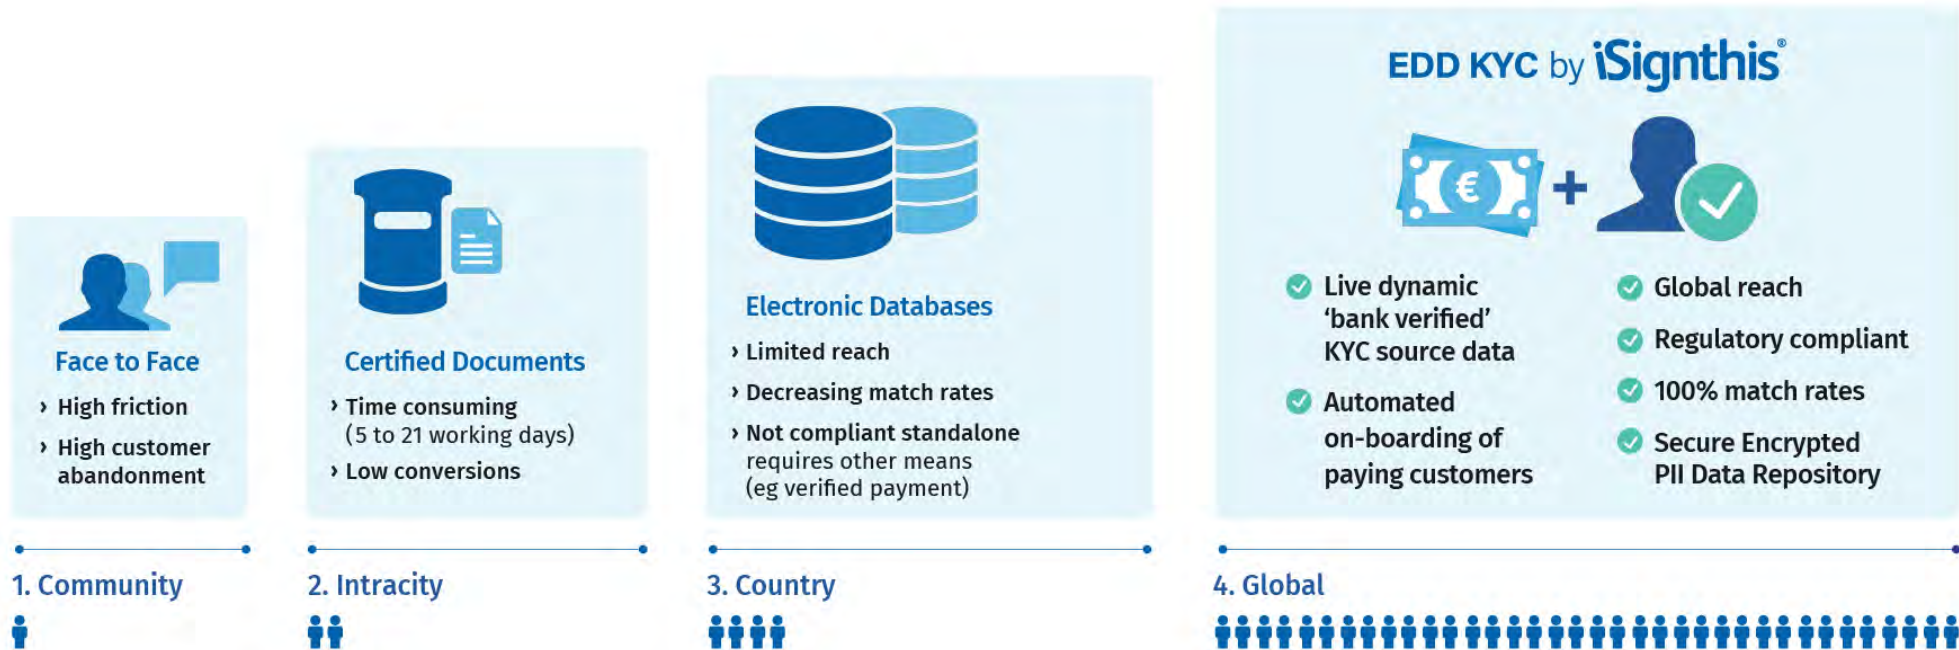 Face to Face
› High friction
› High customer
abandonment
1. Community
Certified Documents
› Time consuming
(5 to 21 working days)
› Low conversions
2. Intracity
Electronic Databases
› Limited reach
› Decreasing match rates
› Not compliant standalone
requires other means
(eg verified payment)
3. Country
EDD KYC by iSignthis®
€
Live dynamic
‘bank verified’
KYC source data
Automated
on-boarding of
paying customers
Global reach
Regulatory compliant
100% match rates
Secure Encrypted
PII Data Repository
4. Global